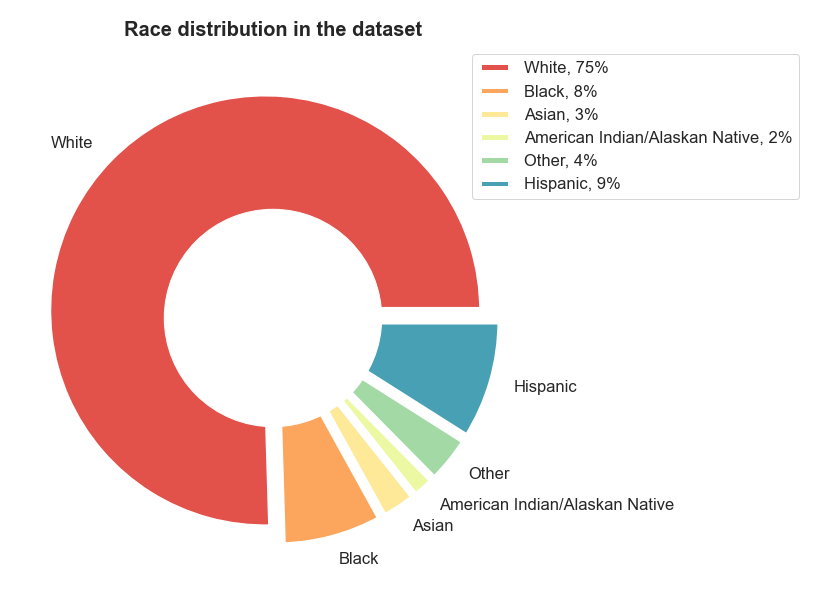 Race distribution in the dataset
White, 75%
Black, 8%
Asian, 3%
American Indian/Alaskan Native, 2%
Other, 4%
Hispanic, 9%
White
Hispanic
Other
American Indian/Alaskan Native
Asian
Black